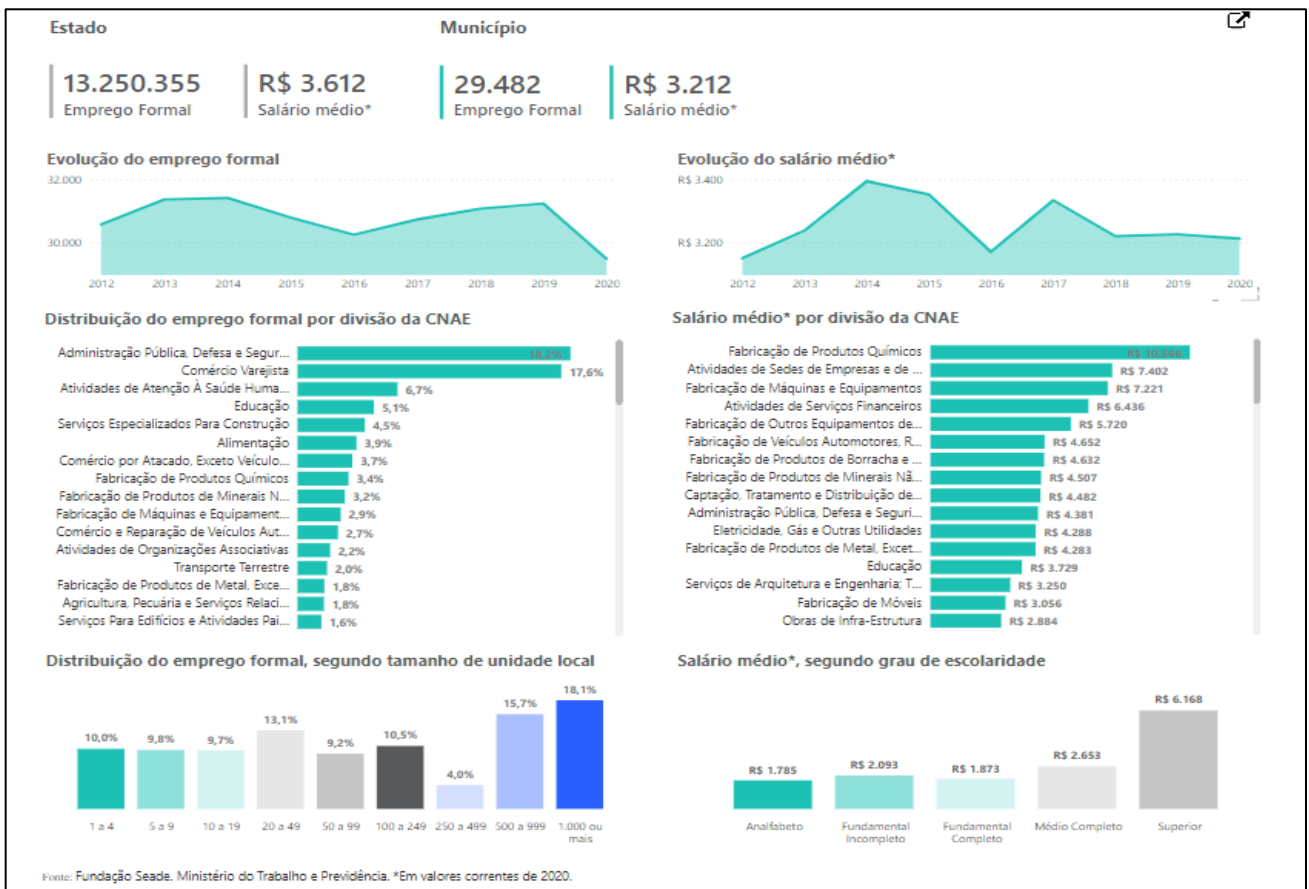 Estado
Município
13.250.355
Emprego Formal
R$ 3.612
Salário médio*
29.482
Emprego Formal
R$ 3.212
Salário médio*
Evolução do emprego formal
32.000
30.000
2012 2013 2014 2015 2016 2017 2018 2019 2020
Evolução do salário médio*
R$ 3.400
R$ 3.200
2012 2013 2014 2015 2016 2017 2018 2019 2020
Distribuição do emprego formal por divisão da CNAE
Administração Pública, Defesa e Segur... 18,2%
Comércio Varejista 17,6%
Atividades de Atenção À Saúde Huma... 6,7%
Educação 5,1%
Serviços Especializados Para Construção 4,5%
Alimentação 3,9%
Comércio por Atacado, Exceto Veículo... 3,7%
Fabricação de Produtos Químicos 3,4%
Fabricação de Produtos de Minerais N... 3,2%
Fabricação de Máquinas e Equipament... 2,9%
Comércio e Reparação de Veículos Aut... 2,7%
Atividades de Organizações Associativas 2,2%
Transporte Terrestre 2,0%
Fabricação de Produtos de Metal, Exce... 1,8%
Agricultura, Pecuária e Serviços Relaci... 1,8%
Serviços Para Edifícios e Atividades Pai... 1,6%
Salário médio* por divisão da CNAE
Fabricação de Produtos Químicos R$ 10.566
Atividades de Sedes de Empresas e de ... R$ 7.402
Fabricação de Máquinas e Equipamentos R$ 7.221
Atividades de Serviços Financeiros R$ 6.436
Fabricação de Outros Equipamentos de... R$ 5.720
Fabricação de Veículos Automotores, R... R$ 4.652
Fabricação de Produtos de Borracha e ... R$ 4.632
Fabricação de Produtos de Minerais Nã... R$ 4.507
Captação, Tratamento e Distribuição de... R$ 4.482
Administração Pública, Defesa e Seguri... R$ 4.381
Eletricidade, Gás e Outras Utilidades R$ 4.288
Fabricação de Produtos de Metal, Excet... R$ 4.283
Educação R$ 3.729
Serviços de Arquitetura e Engenharia; T... R$ 3.250
Fabricação de Móveis R$ 3.056
Obras de Infra-Estrutura R$ 2.884
Distribuição do emprego formal, segundo tamanho de unidade local
10,0% 9,8% 9,7% 13,1% 9,2% 10,5% 4,0% 15,7% 18,1%
1 a 4 5 a 9 10 a 19 20 a 49 50 a 99 100 a 249 250 a 499 500 a 999 1.000 ou
mais
Salário médio*, segundo grau de escolaridade
R$ 1.785 R$ 2.093 R$ 1.873 R$ 2.653 R$ 6.168
Analfabeto Fundamental Fundamental Médio Completo Superior
Incompleto Completo
Fonte: Fundação Seade. Ministério do Trabalho e Previdência. *Em valores correntes de 2020.